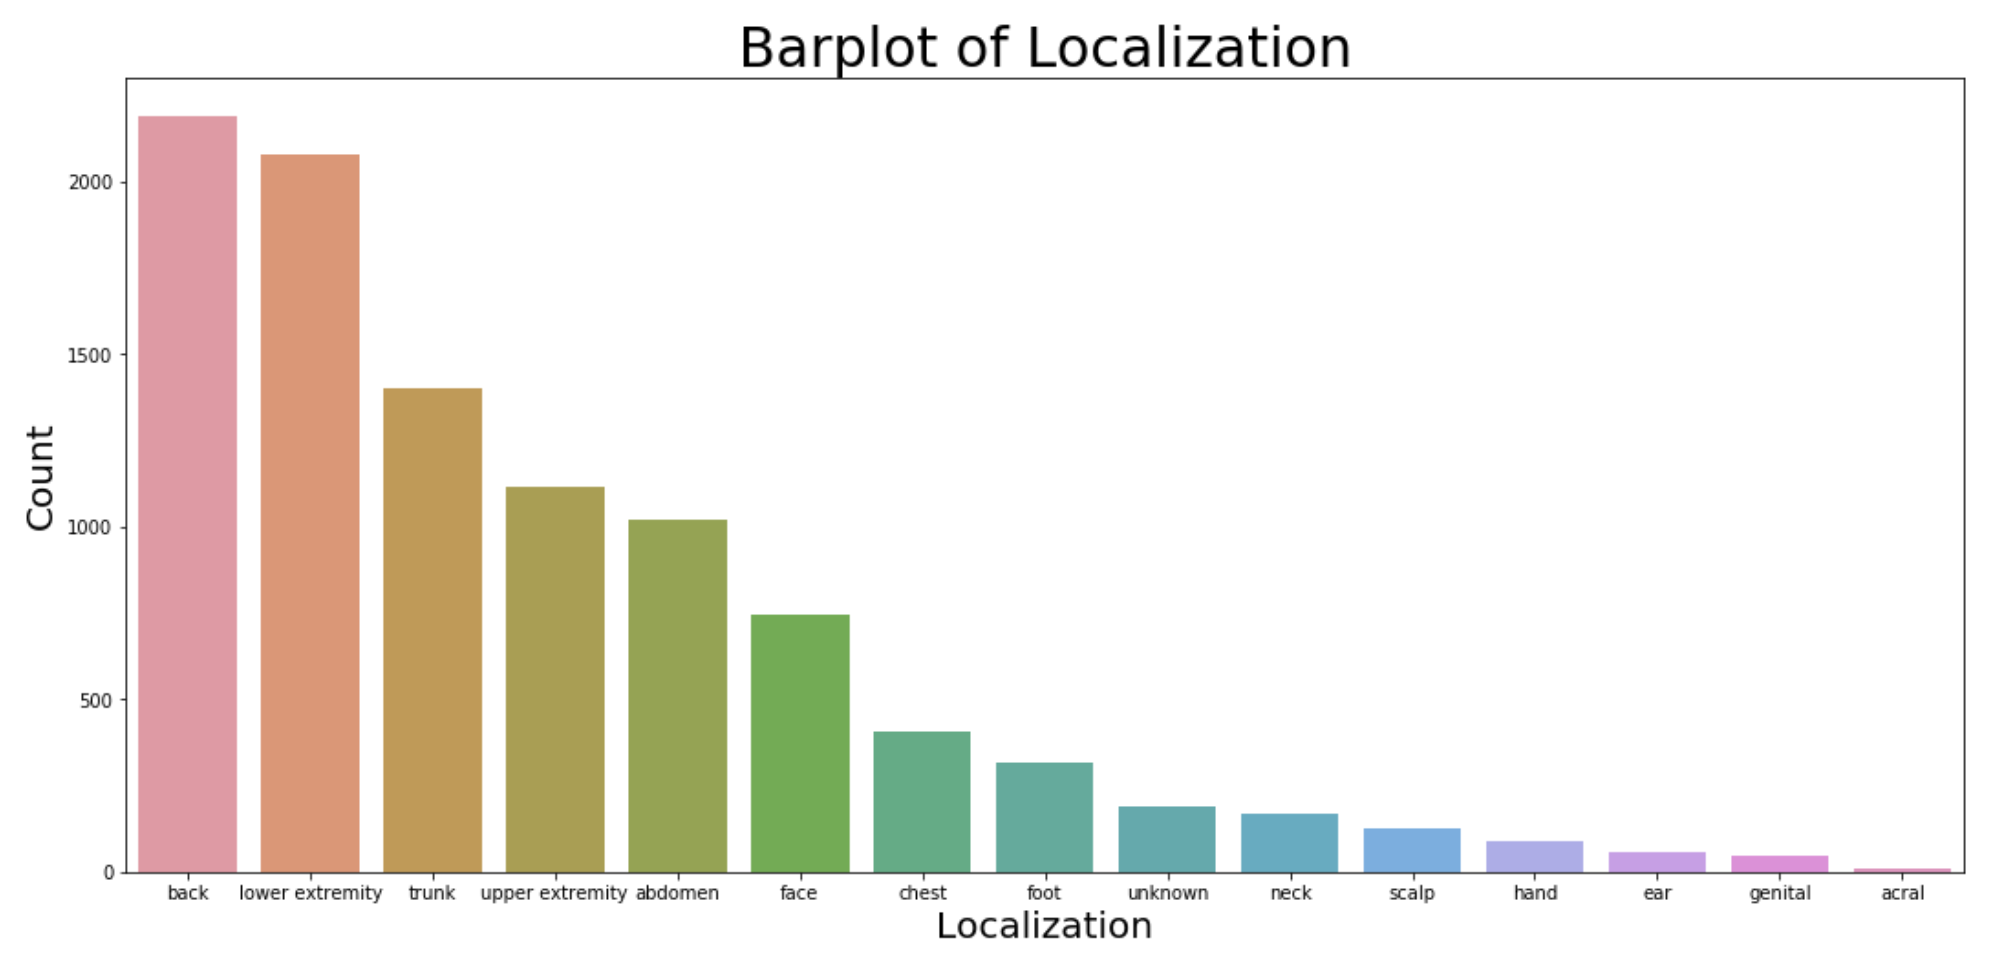 Barplot of Localization
2000
1500
1000
500
0
Count
back lower extremity trunk upper extremity abdomen face chest foot unknown neck scalp hand ear genital acral
Localization